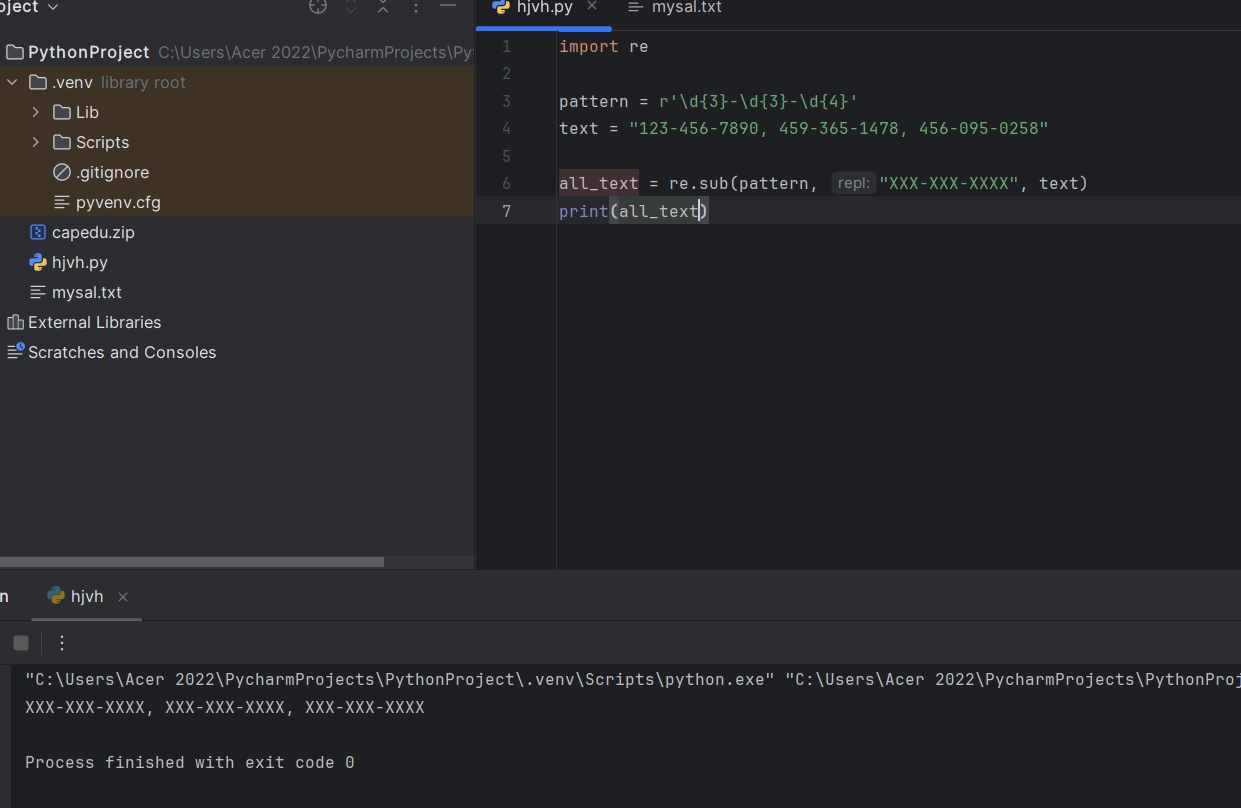 hjvh.py
mysal.txt
PythonProject C:\Users\Acer 2022\PycharmProjects\Py
.venv library root
Lib
Scripts
.gitignore
pyvenv.cfg
capedu.zip
hjvh.py
mysal.txt
External Libraries
Scratches and Consoles
1 import re
2
3 pattern = r'\d{3}-\d{3}-\d{4}'
4 text = "123-456-7890, 459-365-1478, 456-095-0258"
5
6 all_text = re.sub(pattern, repl: "XXX-XXX-XXXX", text)
7 print(all_text)
hjvh
"C:\Users\Acer 2022\PycharmProjects\PythonProject\.venv\Scripts\python.exe" "C:\Users\Acer 2022\PycharmProjects\PythonProj
XXX-XXX-XXXX, XXX-XXX-XXXX, XXX-XXX-XXXX
Process finished with exit code 0